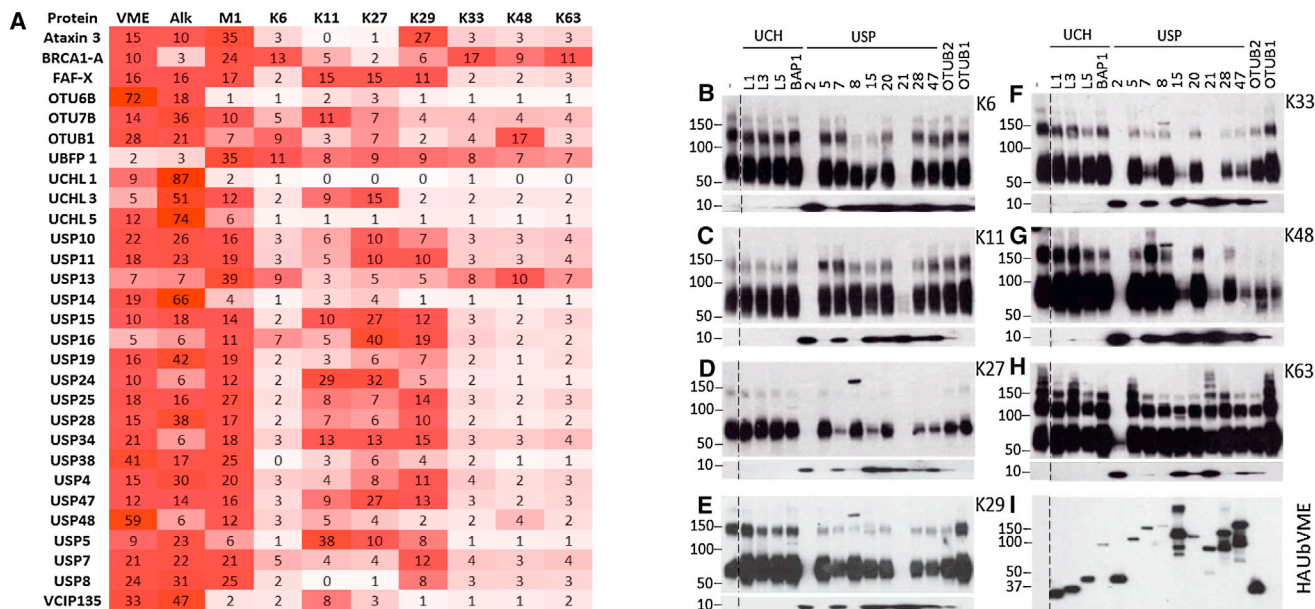 A
Protein VME Alk M1 K6 K11 K27 K29 K33 K48 K63
Ataxin 3 15 10 35 3 0 1 27 3 3 3
BRCA1-A 10 3 24 13 5 2 6 17 9 11
FAF-X 16 16 17 2 15 15 11 2 2 3
OTU6B 72 18 1 1 2 3 1 1 1 1
OTU7B 14 36 10 5 11 7 4 4 4 4
OTUB1 28 21 7 9 3 7 2 4 17 3
UBFP 1 2 3 35 11 8 9 9 8 7 7
UCHL 1 9 87 2 1 0 0 0 1 0 0
UCHL 3 5 51 12 2 9 15 2 2 2 2
UCHL 5 12 74 6 1 1 1 1 1 1 1
USP10 22 26 16 3 6 10 7 3 3 4
USP11 18 23 19 3 5 10 10 3 3 4
USP13 7 7 39 9 3 5 5 8 10 7
USP14 19 66 4 1 3 4 1 1 1 1
USP15 10 18 14 2 10 27 12 3 2 3
USP16 5 6 11 7 5 40 19 3 2 2
USP19 16 42 19 2 3 6 7 2 1 2
USP24 10 6 12 2 29 32 5 2 1 1
USP25 18 16 27 2 8 7 14 3 2 3
USP28 15 38 17 2 7 6 10 2 1 2
USP34 21 6 18 3 13 13 15 3 3 4
USP38 41 17 25 0 3 6 4 2 1 1
USP4 15 30 20 3 4 8 11 4 2 3
USP47 12 14 16 3 9 27 13 3 2 3
USP48 59 6 12 3 5 4 2 2 4 2
USP5 9 23 6 1 38 10 8 1 1 1
USP7 21 22 21 5 4 4 12 4 3 4
USP8 24 31 25 2 0 1 8 3 3 3
VCIP135 33 47 2 2 8 3 1 1 1 2
UCH USP
- L1 L3 L5 BAP1 2 5 7 8 15 20 21 28 47 OTUB2 OTUB1
B K6
150
100
50
10
C K11
150
100
50
10
D K27
150
100
50
10
E K29
150
100
50
10
UCH USP
- L1 L3 L5 BAP1 2 5 7 8 15 20 21 28 47 OTUB2 OTUB1
F K33
150
100
50
10
G K48
150
100
50
10
H K63
150
100
50
10
I HAUbVME
150
100
50
37